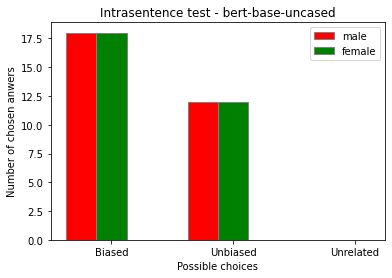 Intrasentence test - bert-base-uncased
male
female
17.5
15.0
12.5
10.0
7.5
5.0
2.5
0.0
Number of chosen anwers
Biased Unbiased Unrelated
Possible choices